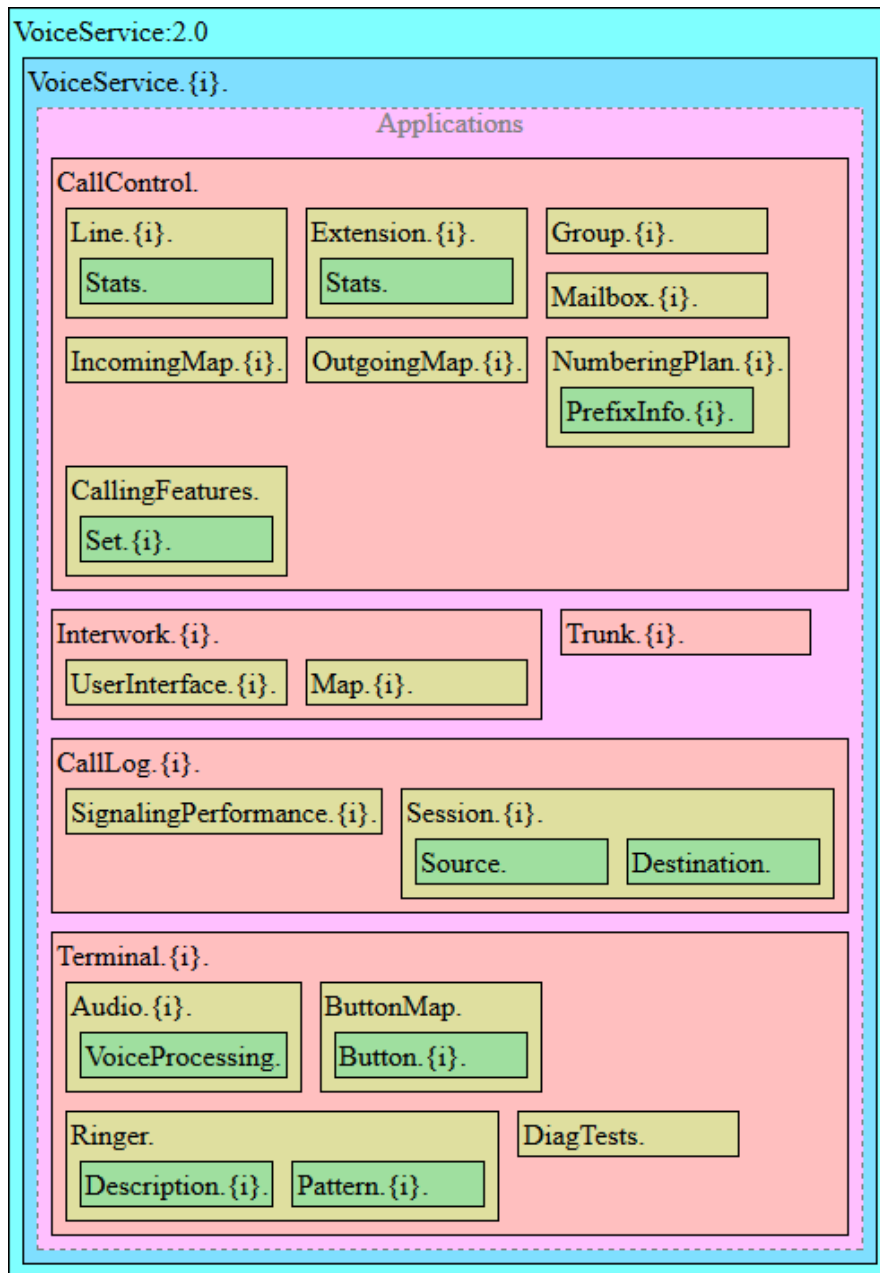 VoiceService:2.0
VoiceService.{i}.
Applications
CallControl.
Line.{i}.
Stats.
Extension.{i}.
Stats.
Group.{i}.
Mailbox.{i}.
IncomingMap.{i}.
OutgoingMap.{i}.
NumberingPlan.{i}.
PrefixInfo.{i}.
CallingFeatures.
Set.{i}.
Interwork.{i}.
UserInterface.{i}.
Map.{i}.
Trunk.{i}.
CallLog.{i}.
SignalingPerformance.{i}.
Session.{i}.
Source.
Destination.
Terminal.{i}.
Audio.{i}.
VoiceProcessing.
ButtonMap.
Button.{i}.
Ringer.
Description.{i}.
Pattern.{i}.
DiagTests.